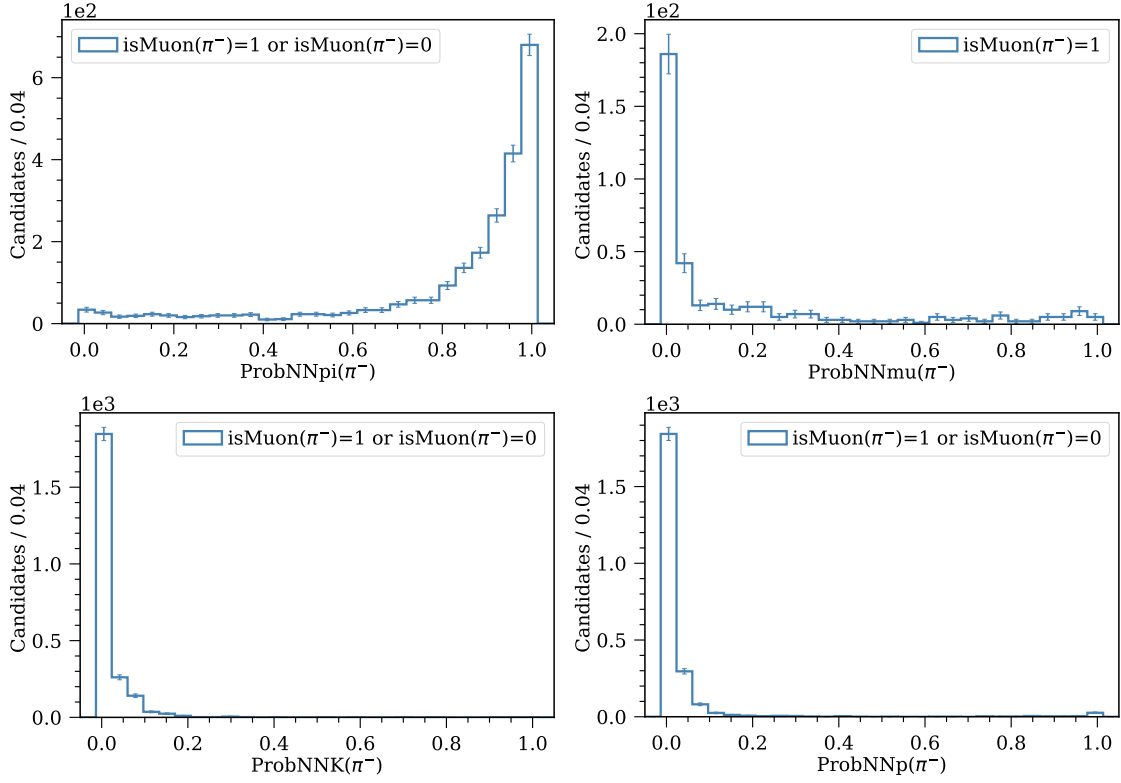 1e2
isMuon(π⁻)=1 or isMuon(π⁻)=0
Candidates / 0.04
6
4
2
0
0.0 0.2 0.4 0.6 0.8 1.0
ProbNNpi(π⁻)
1e2
isMuon(π⁻)=1
Candidates / 0.04
2.0
1.5
1.0
0.5
0.0
0.0 0.2 0.4 0.6 0.8 1.0
ProbNNmu(π⁻)
1e3
isMuon(π⁻)=1 or isMuon(π⁻)=0
Candidates / 0.04
1.5
1.0
0.5
0.0
0.0 0.2 0.4 0.6 0.8 1.0
ProbNNK(π⁻)
1e3
isMuon(π⁻)=1 or isMuon(π⁻)=0
Candidates / 0.04
1.5
1.0
0.5
0.0
0.0 0.2 0.4 0.6 0.8 1.0
ProbNNp(π⁻)